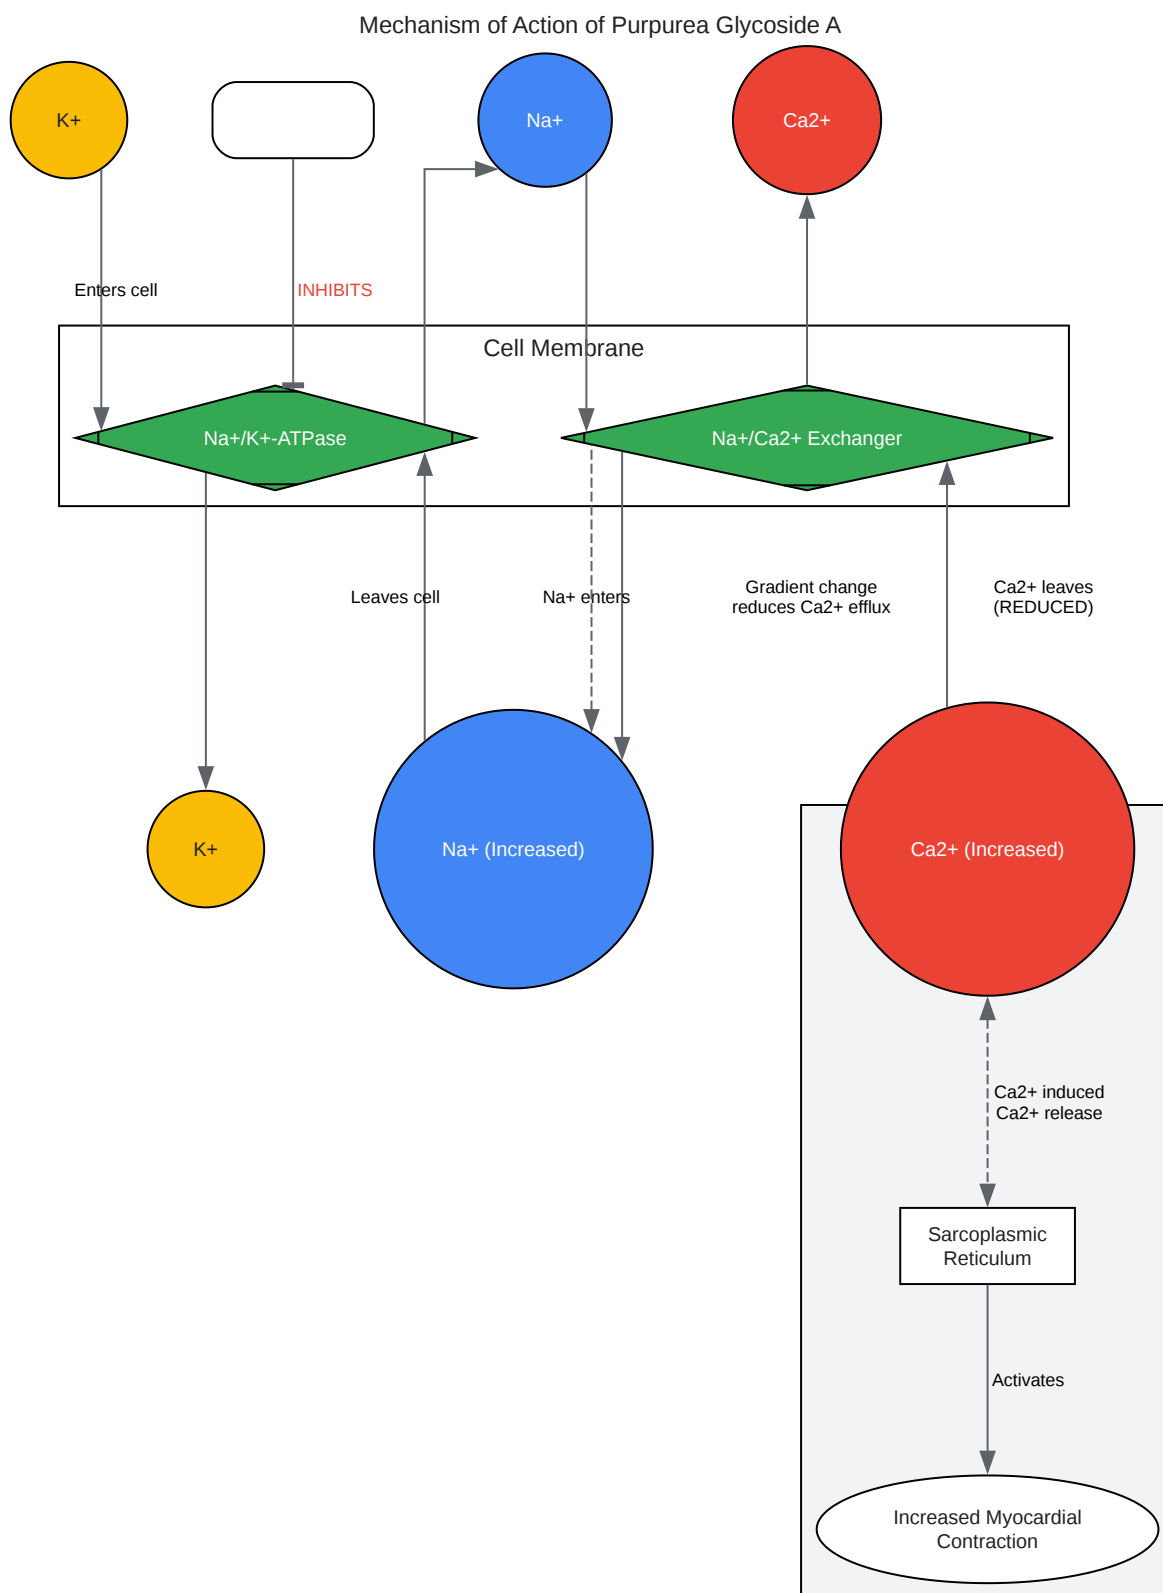 Mechanism of Action of Purpurea Glycoside A
K+
Na+
Ca2+
Enters cell
INHIBITS
Cell Membrane
Na+/K+-ATPase
Na+/Ca2+ Exchanger
Leaves cell
Na+ enters
Gradient change
reduces Ca2+ efflux
Ca2+ leaves
(REDUCED)
K+
Na+ (Increased)
Ca2+ (Increased)
Ca2+ induced
Ca2+ release
Sarcoplasmic
Reticulum
Activates
Increased Myocardial
Contraction